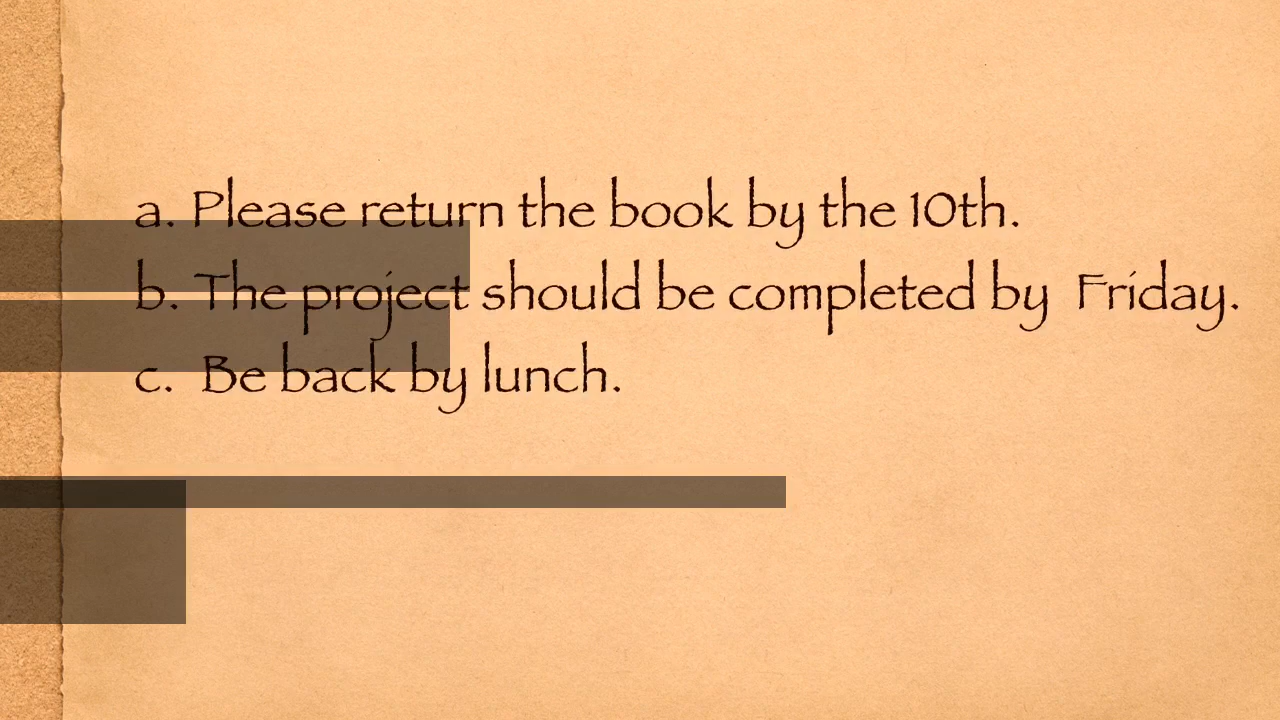 a. Please return the book by the 10th.
b. The project should be completed by Friday.
c. Be back by lunch.